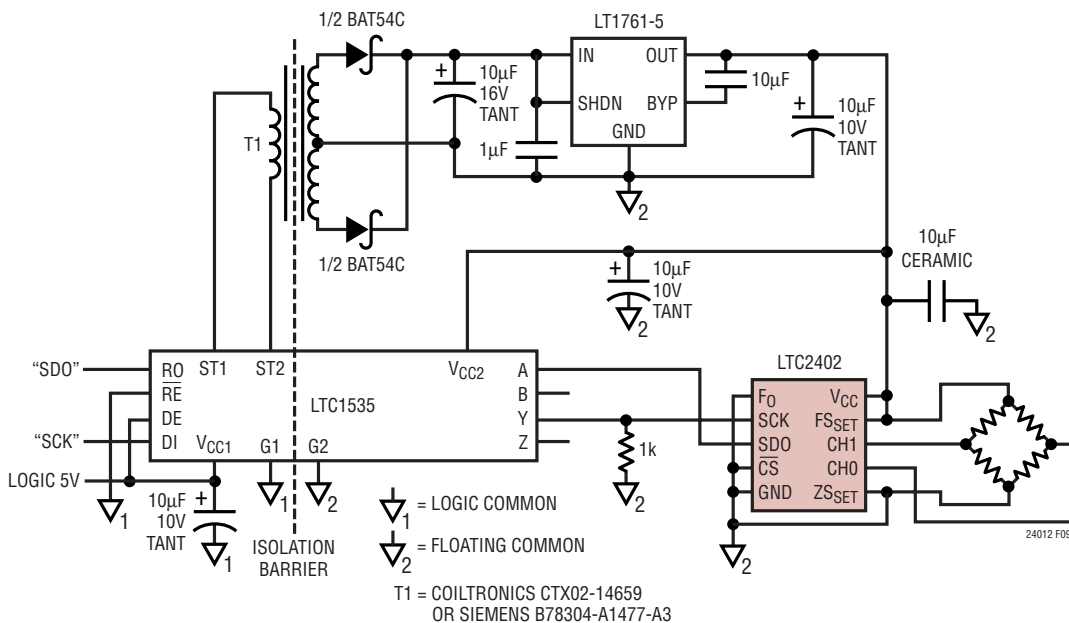 1/2 BAT54C
LT1761-5
IN
OUT
SHDN
BYP
GND
+
10µF
16V
TANT
1µF
10µF
+
10µF
10V
TANT
T1
2
1/2 BAT54C
+
10µF
10V
TANT
2
10µF
CERAMIC
2
"SDO"
"SCK"
LOGIC 5V
RO
RE
DE
DI
ST1
ST2
VCC1
G1
G2
LTC1535
VCC2
A
B
Y
Z
1k
2
LTC2402
FO
SCK
SDO
CS
GND
VCC
FSSET
CH1
CH0
ZSSET
2
1
+
10µF
10V
TANT
1
1
2
ISOLATION
BARRIER
1 = LOGIC COMMON
2 = FLOATING COMMON
T1 = COILTRONICS CTX02-14659
OR SIEMENS B78304-A1477-A3
24012 F09